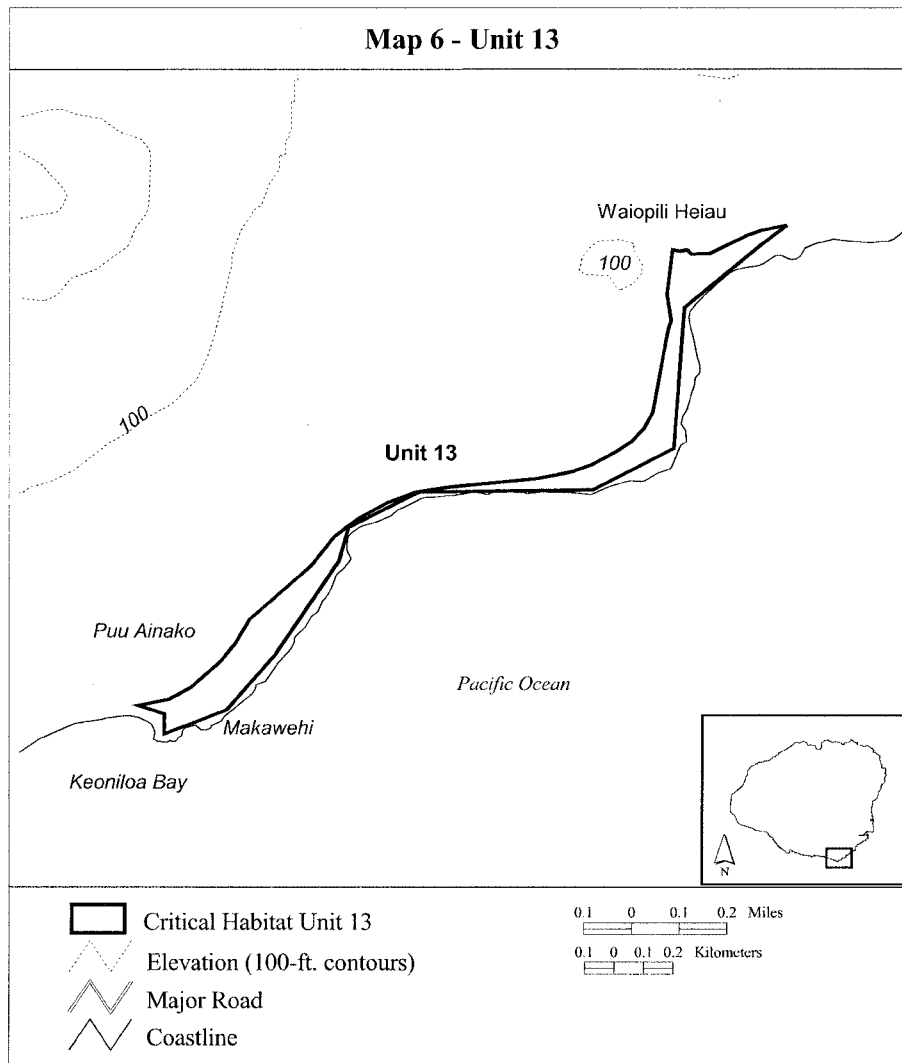 Map 6 - Unit 13
Waiopili Heiau
100
100
Unit 13
Puu Ainako
Pacific Ocean
Makawehi
Keoniloa Bay
N
Critical Habitat Unit 13
Elevation (100-ft. contours)
Major Road
Coastline
0.1 0 0.1 0.2 Miles
0.1 0 0.1 0.2 Kilometers